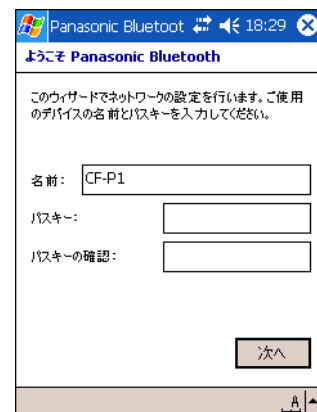 Panasonic Bluetoot 18:29
ようこそ Panasonic Bluetooth
このウィザードでネットワークの設定を行います。ご使用
のデバイスの名前とパスキーを入力してください。
名前： CF-P1
パスキー：
パスキーの確認：
次へ
A